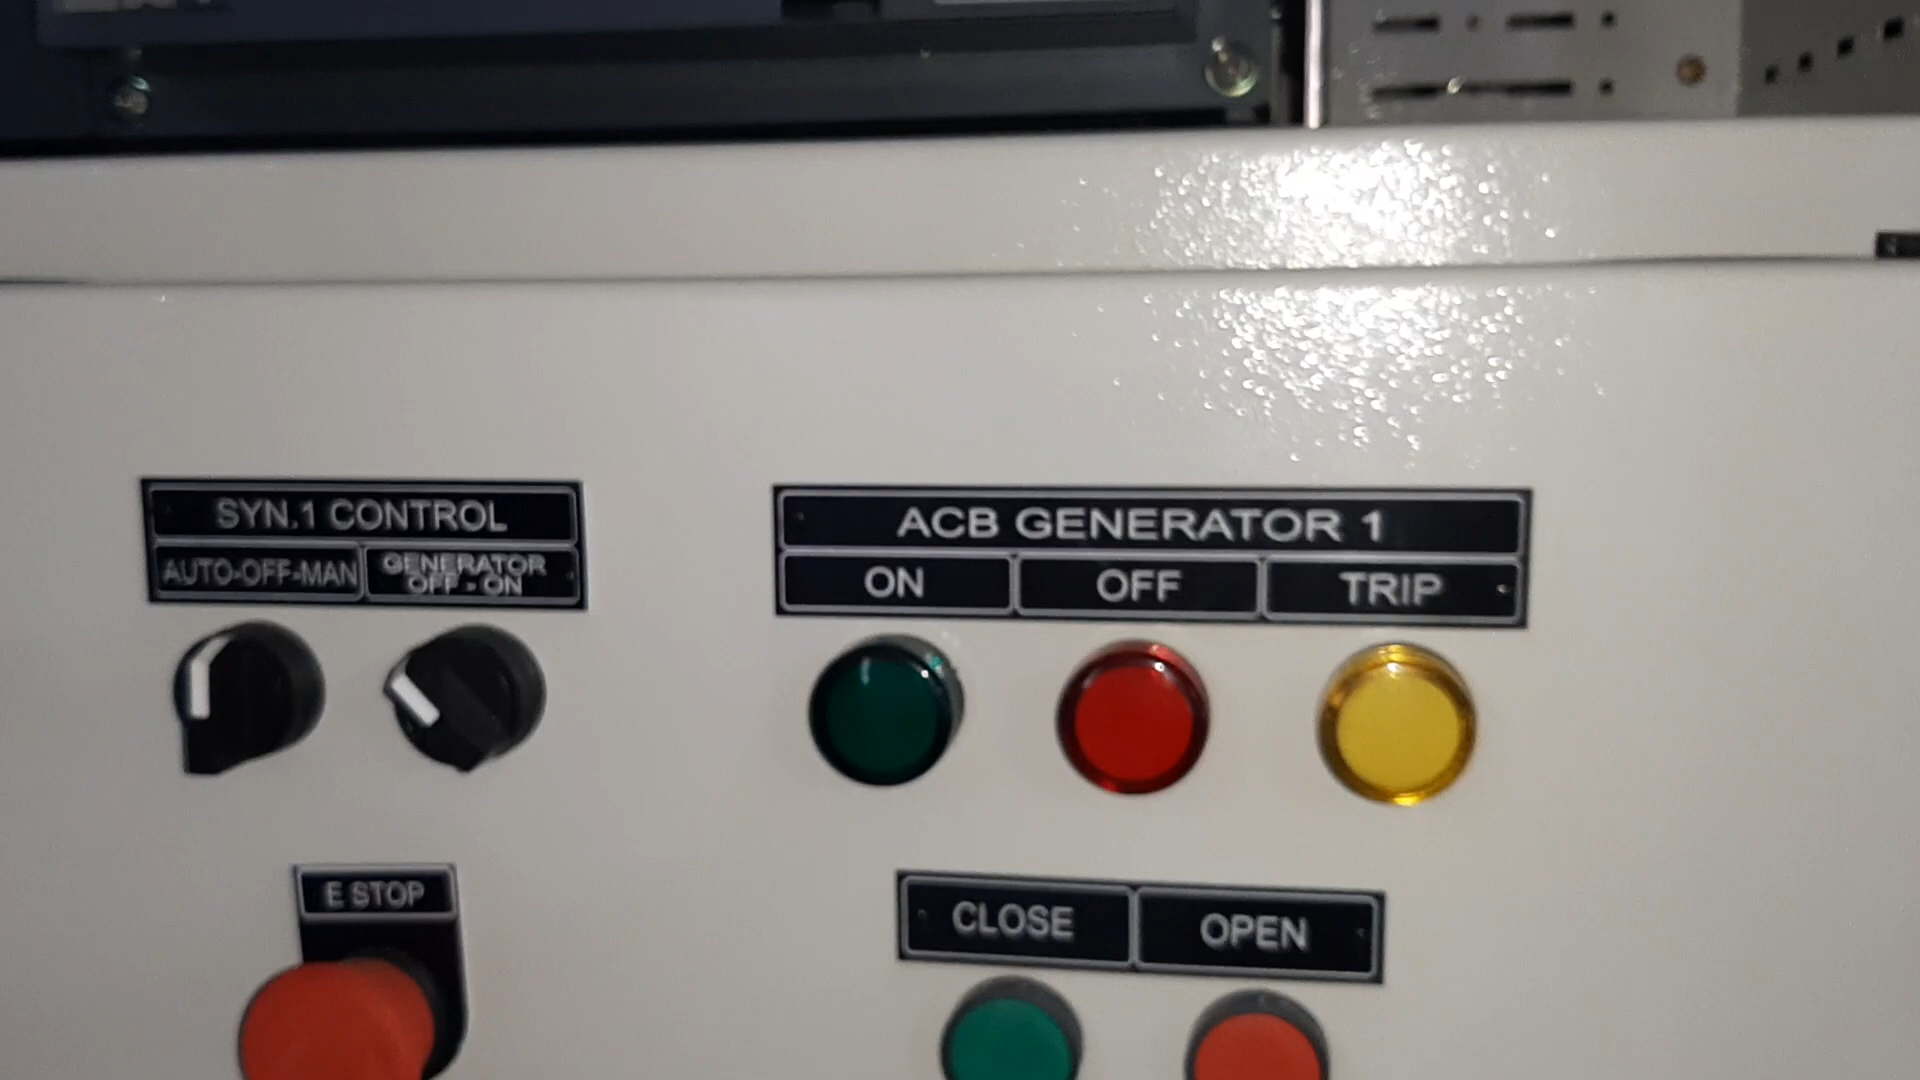 SYN.1 CONTROL
AUTO-OFF-MAN
GENERATOR
OFF - ON
ACB GENERATOR 1
ON
OFF
TRIP
E STOP
CLOSE
OPEN